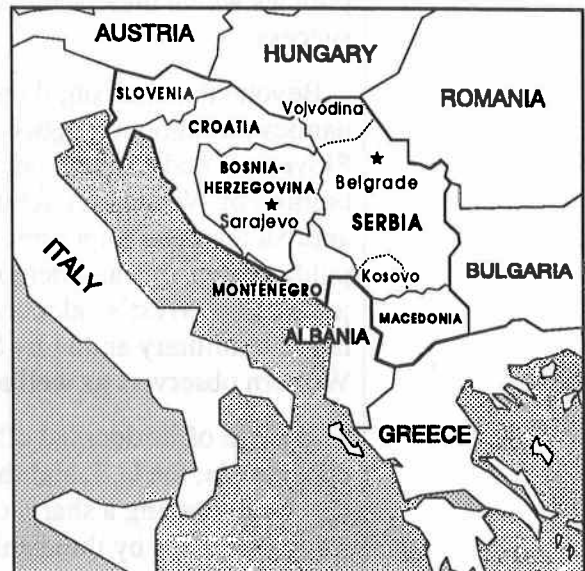 AUSTRIA
HUNGARY
SLOVENIA
Vojvodina
ROMANIA
CROATIA
BOSNIA-
HERZEGOVINA
Belgrade
Sarajevo
SERBIA
ITALY
Kosovo
BULGARIA
MONTENEGRO
MACEDONIA
ALBANIA
GREECE